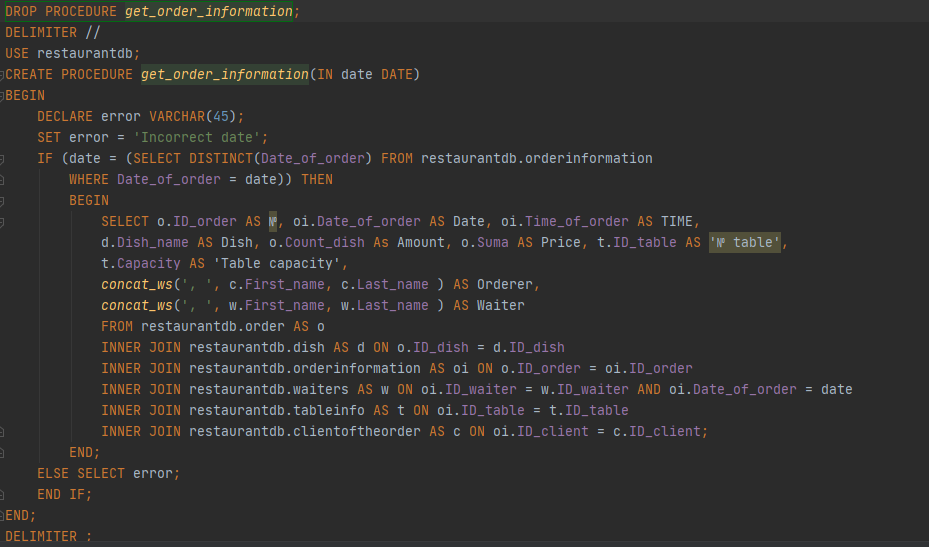 DROP PROCEDURE get_order_information;
DELIMITER //
USE restaurantdb;
CREATE PROCEDURE get_order_information(IN date DATE)
BEGIN
    DECLARE error VARCHAR(45);
    SET error = 'Incorrect date';
    IF (date = (SELECT DISTINCT(Date_of_order) FROM restaurantdb.orderinformation
        WHERE Date_of_order = date)) THEN
        BEGIN
            SELECT o.ID_order AS №, oi.Date_of_order AS Date, oi.Time_of_order AS TIME,
            d.Dish_name AS Dish, o.Count_dish As Amount, o.Suma AS Price, t.ID_table AS '№ table',
            t.Capacity AS 'Table capacity',
            concat_ws(', ', c.First_name, c.Last_name ) AS Orderer,
            concat_ws(', ', w.First_name, w.Last_name ) AS Waiter
            FROM restaurantdb.order AS o
            INNER JOIN restaurantdb.dish AS d ON o.ID_dish = d.ID_dish
            INNER JOIN restaurantdb.orderinformation AS oi ON o.ID_order = oi.ID_order
            INNER JOIN restaurantdb.waiters AS w ON oi.ID_waiter = w.ID_waiter AND oi.Date_of_order = date
            INNER JOIN restaurantdb.tableinfo AS t ON oi.ID_table = t.ID_table
            INNER JOIN restaurantdb.clientoftheorder AS c ON oi.ID_client = c.ID_client;
        END;
    ELSE SELECT error;
    END IF;
END;
DELIMITER ;